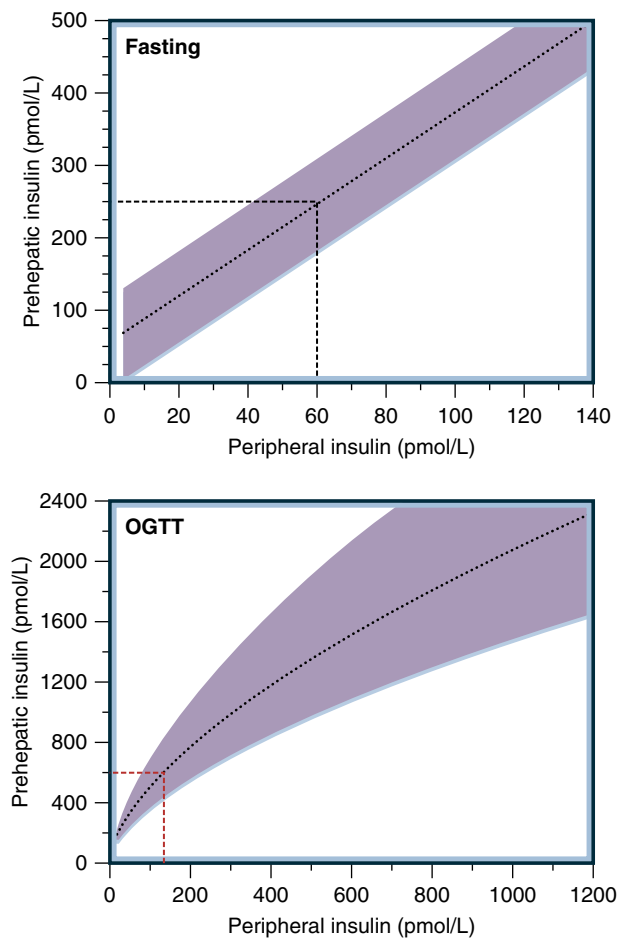 Fasting
Prehepatic insulin (pmol/L)
500
400
300
200
100
0
0 20 40 60 80 100 120 140
Peripheral insulin (pmol/L)
OGTT
Prehepatic insulin (pmol/L)
2400
2000
1600
1200
800
400
0
0 200 400 600 800 1000 1200
Peripheral insulin (pmol/L)